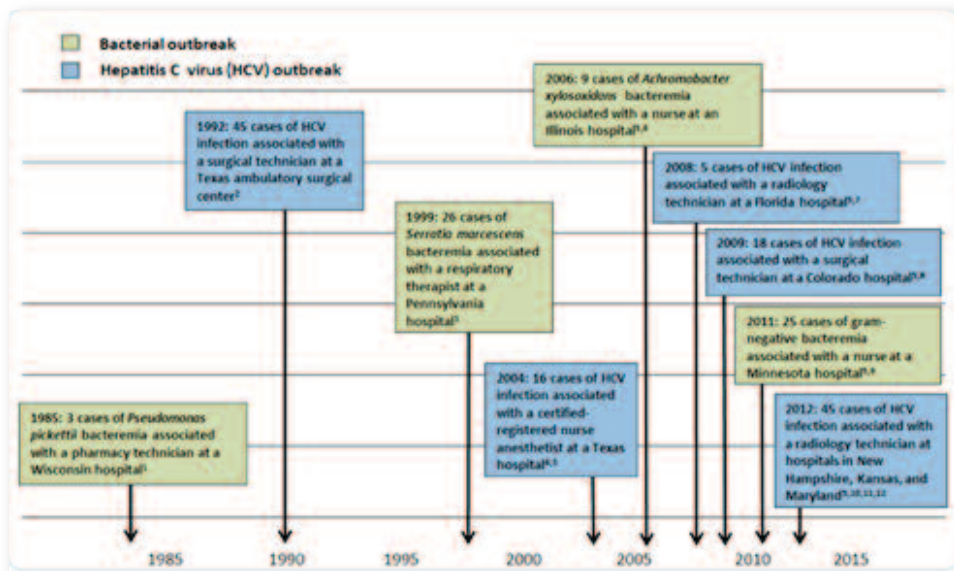 Bacterial outbreak
Hepatitis C virus (HCV) outbreak
2006: 9 cases of Achromobacter
xylosoxidans bacteremia
associated with a nurse at an
Illinois hospital
1992: 45 cases of HCV
infection associated with
a surgical technician at a
Texas ambulatory surgical
center²
2008: 5 cases of HCV infection
associated with a radiology
technician at a Florida hospital
1999: 26 cases of
Serratia marcescens
bacteremia associated
with a respiratory
therapist at a
Pennsylvania
hospital
2009: 18 cases of HCV infection
associated with a surgical
technician at a Colorado hospital
2011: 25 cases of gram-
negative bacteremia
associated with a nurse at a
Minnesota hospital
2004: 16 cases of HCV
infection associated
with a certified-
registered nurse
anesthetist at a Texas
hospital
1985: 3 cases of Pseudomonas
pickettii bacteremia associated
with a pharmacy technician at a
Wisconsin hospital¹
2012: 45 cases of HCV
infection associated with
a radiology technician at
hospitals in New
Hampshire, Kansas, and
Maryland
1985 1990 1995 2000 2005 2010 2015